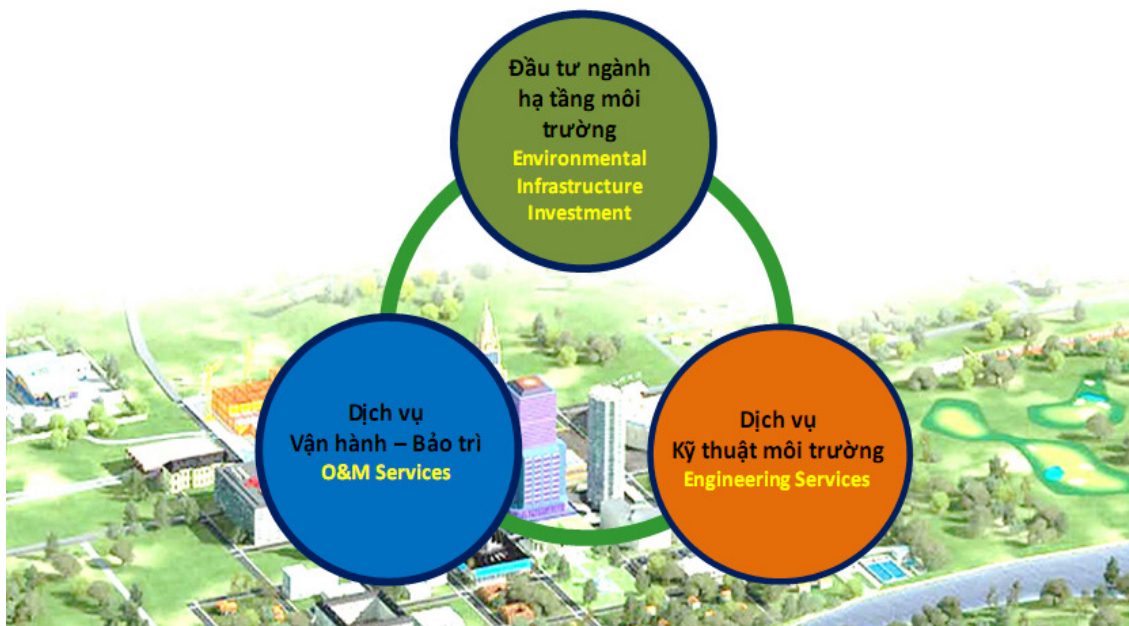 Đầu tư ngành
hạ tầng môi
trường
Environmental
Infrastructure
Investment
Dịch vụ
Vận hành – Bảo trì
O&M Services
Dịch vụ
Kỹ thuật môi trường
Engineering Services